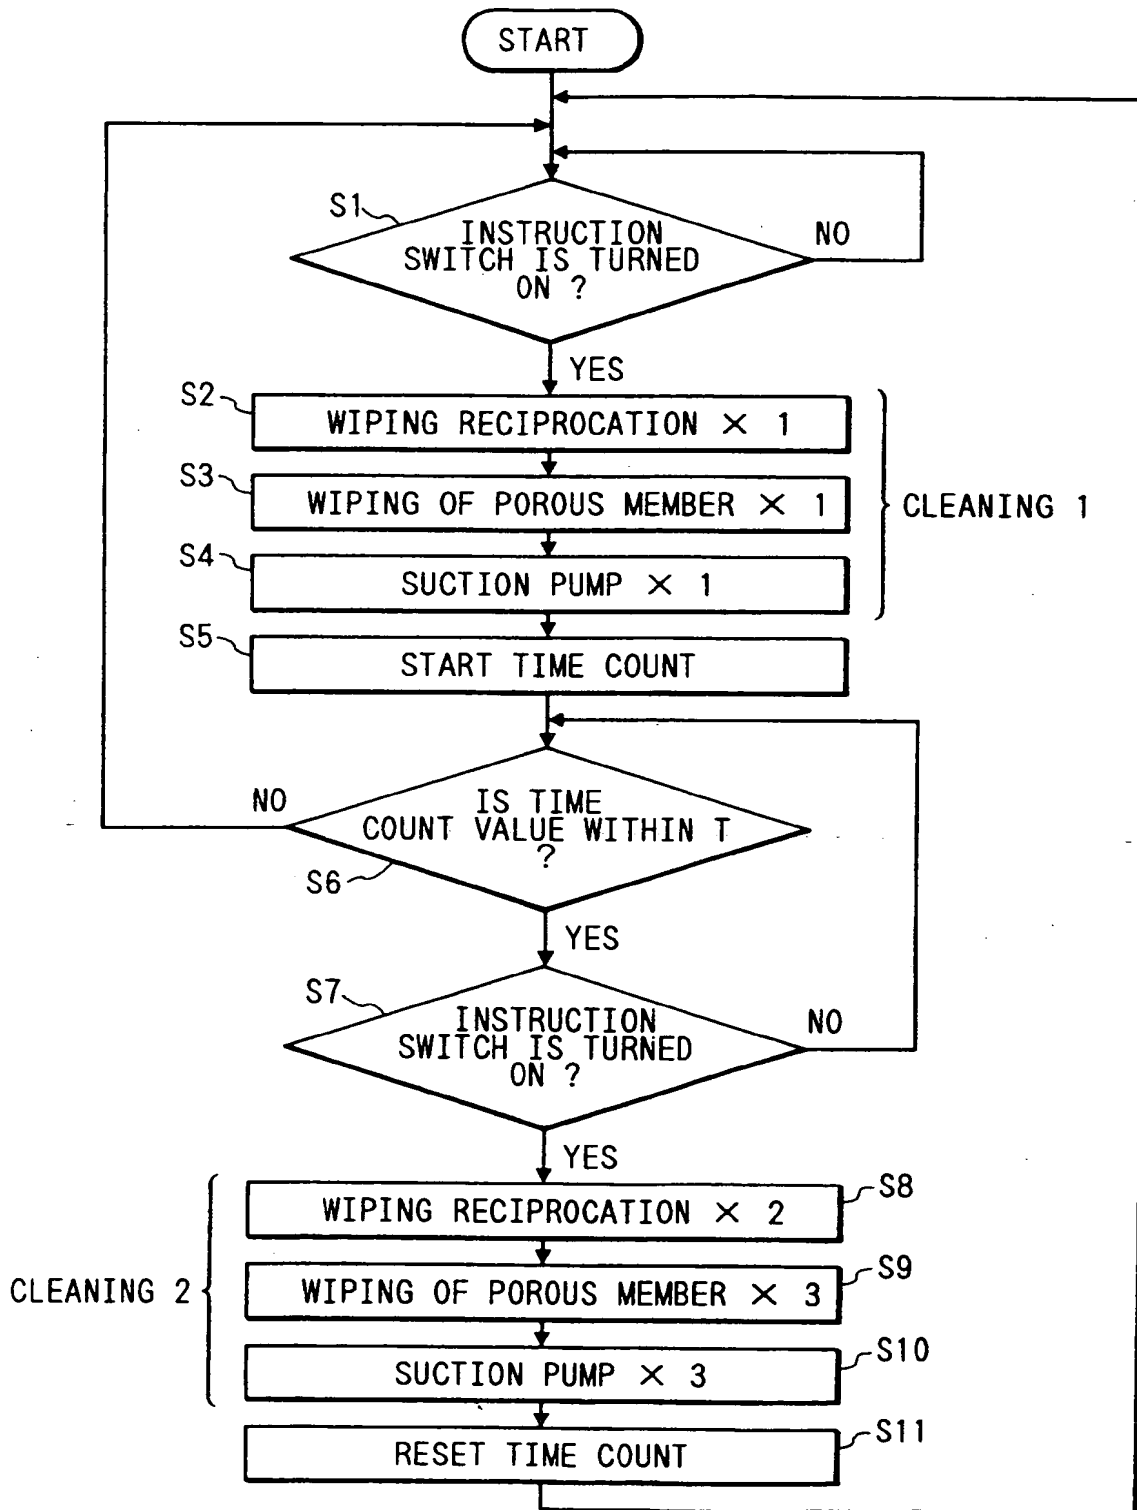 START
S1
INSTRUCTION
SWITCH IS TURNED
ON ?
NO
YES
S2
WIPING RECIPROCATION × 1
S3
WIPING OF POROUS MEMBER × 1
CLEANING 1
S4
SUCTION PUMP × 1
S5
START TIME COUNT
NO
IS TIME
COUNT VALUE WITHIN T
?
S6
YES
S7
INSTRUCTION
SWITCH IS TURNED
ON ?
NO
YES
S8
WIPING RECIPROCATION × 2
S9
CLEANING 2
WIPING OF POROUS MEMBER × 3
S10
SUCTION PUMP × 3
S11
RESET TIME COUNT